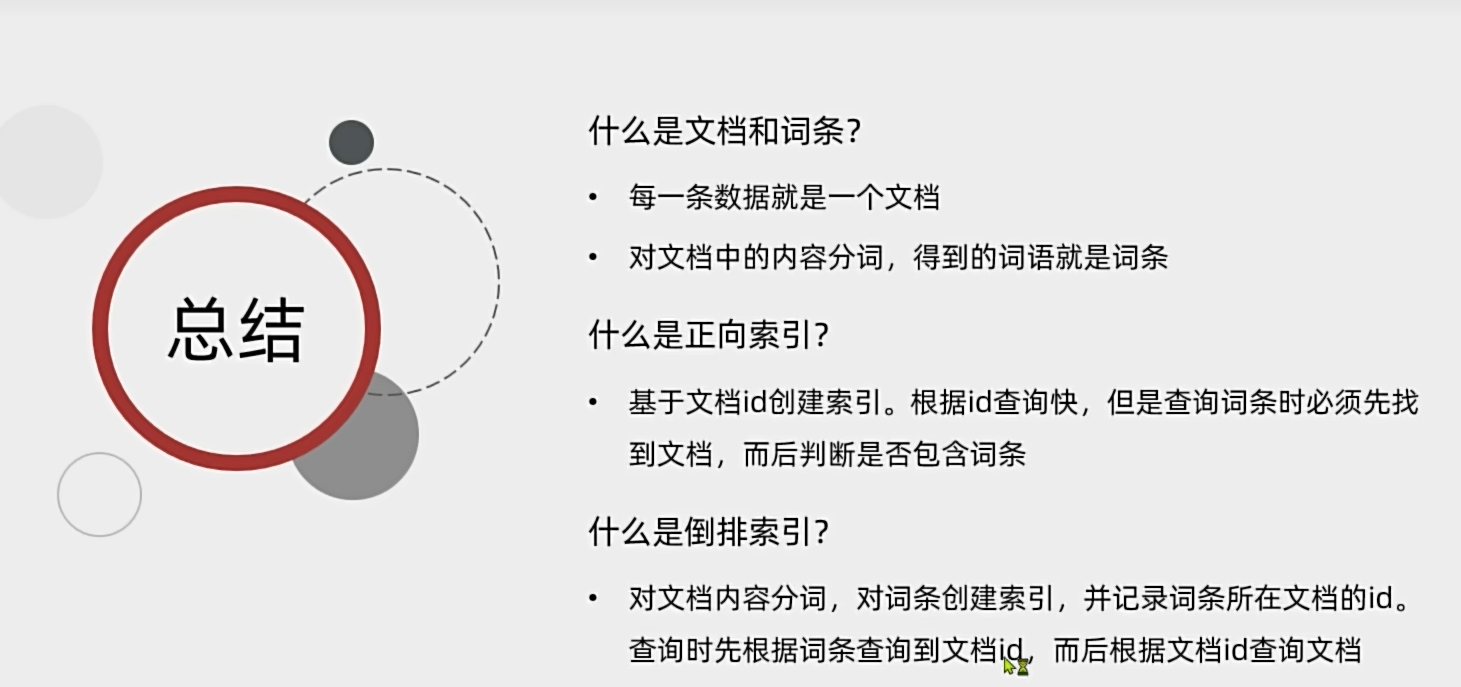 总结
什么是文档和词条？
• 每一条数据就是一个文档
• 对文档中的内容分词，得到的词语就是词条
什么是正向索引？
• 基于文档id创建索引。根据id查询快，但是查询词条时必须先找
到文档，而后判断是否包含词条
什么是倒排索引？
• 对文档内容分词，对词条创建索引，并记录词条所在文档的id。
查询时先根据词条查询到文档id，而后根据文档id查询文档